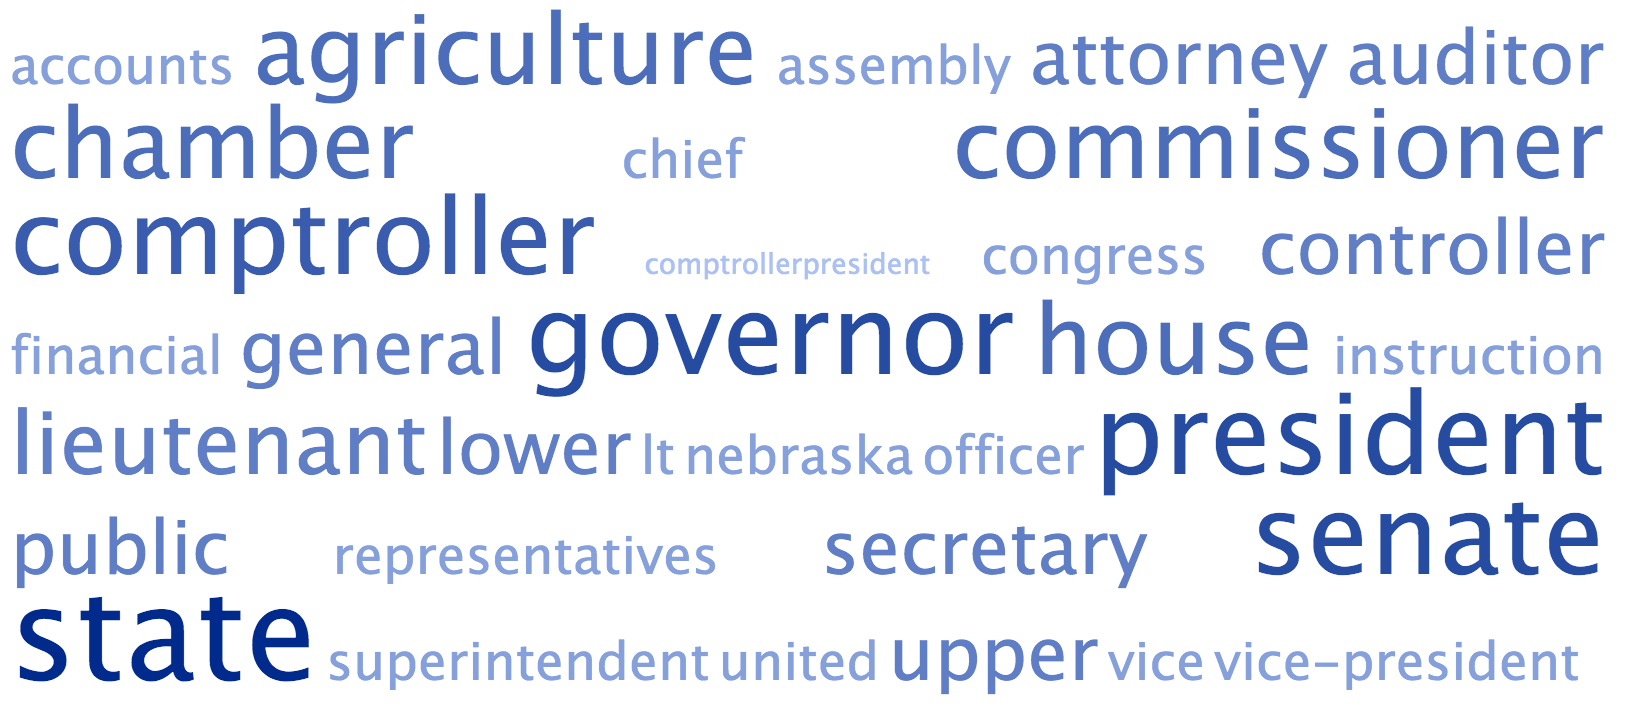 accounts agriculture assembly attorney auditor
chamber chief commissioner
comptroller comptrollerpresident congress controller
financial general governor house instruction
lieutenant lower lt nebraska officer president
public representatives secretary senate
state superintendent united upper vice vice-president